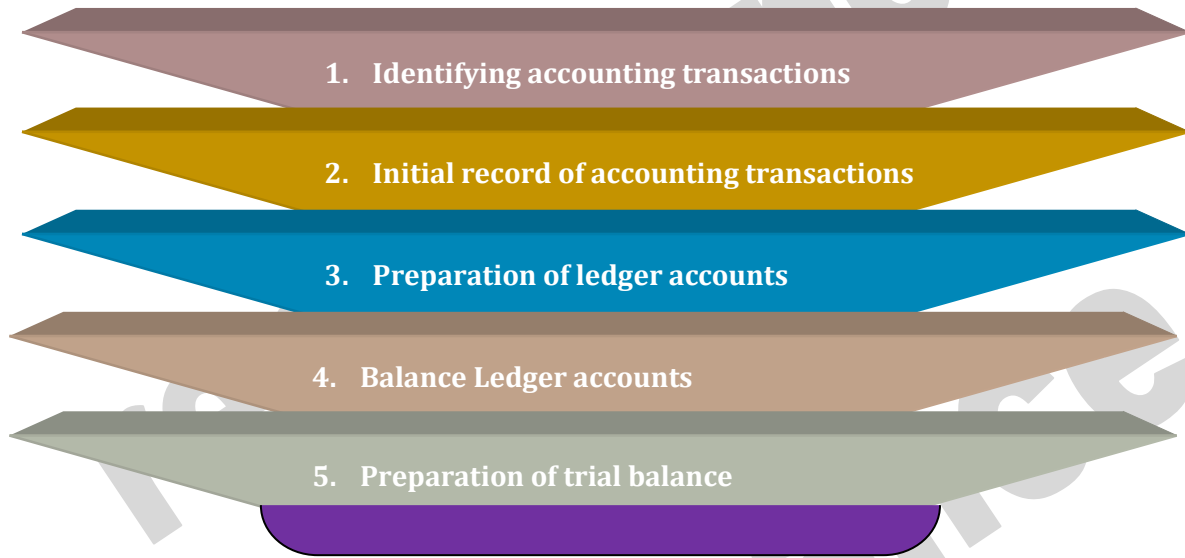 1. Identifying accounting transactions
2. Initial record of accounting transactions
3. Preparation of ledger accounts
4. Balance Ledger accounts
5. Preparation of trial balance